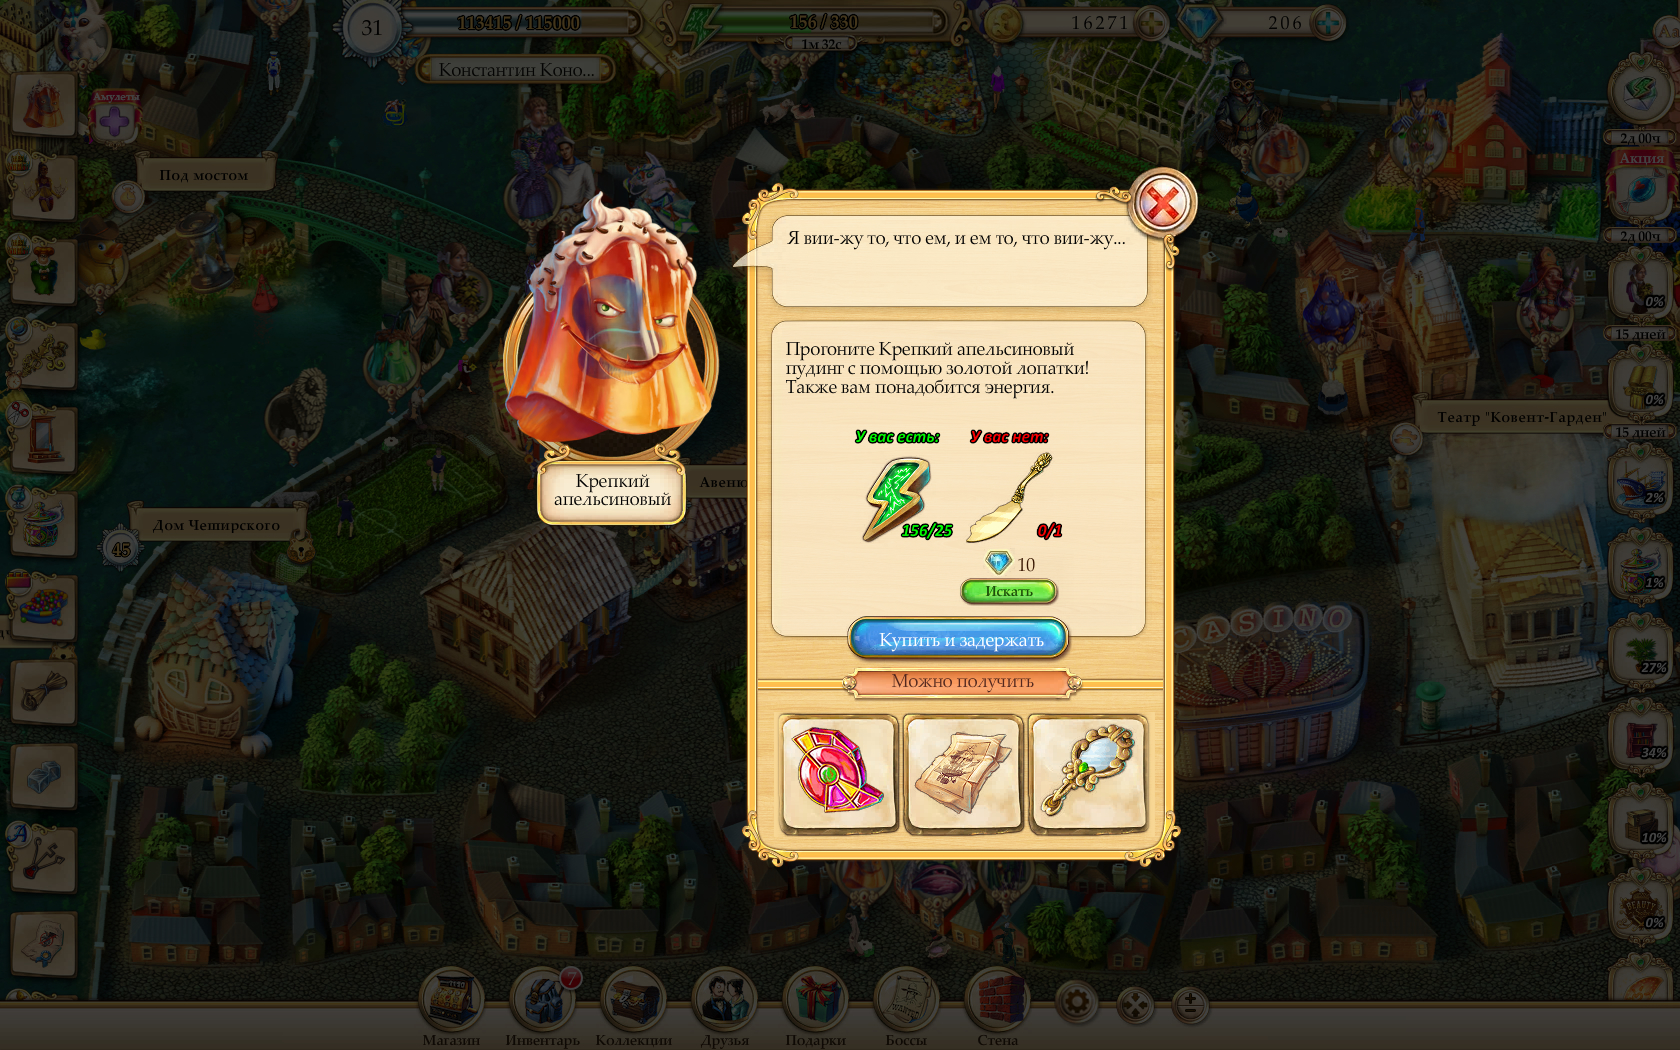 31
113415 / 115000
156 / 330
1м 32с
16271
206
Константин Коно...
Амулеты
Под мостом
2д 00ч
Акция
2д 00ч
0%
15 дней
0%
15 дней
Театр "Ковент-Гарден"
2%
1%
27%
34%
10%
0%
Я вии-жу то, что ем, и ем то, что вии-жу...
Прогоните Крепкий апельсиновый
пудинг с помощью золотой лопатки!
Также вам понадобится энергия.
У вас есть:
У вас нет:
156/25
0/1
10
Искать
Купить и задержать
Можно получить
Крепкий
апельсиновый
Дом Чеширского
45
CASINO
7
Магазин
Инвентарь
Коллекции
Друзья
Подарки
Боссы
Стена